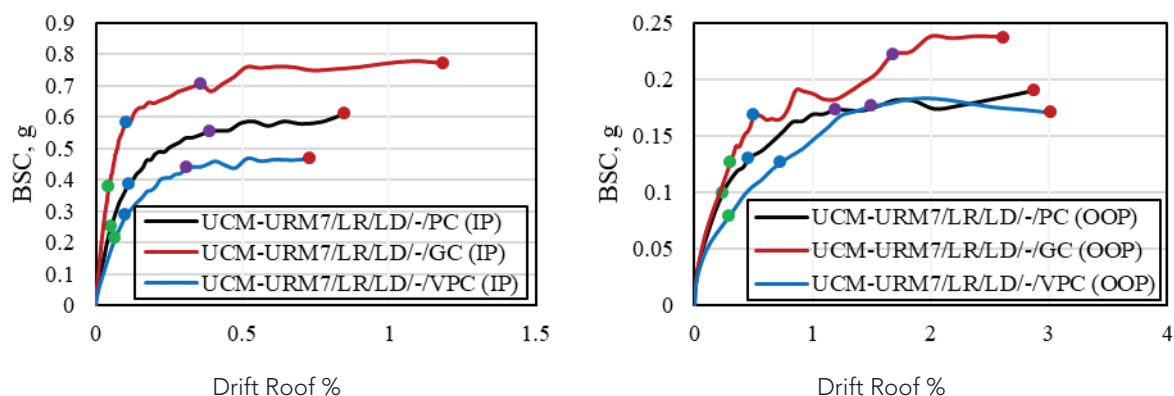 0.9
0.8
0.7
0.6
0.5
0.4
0.3
0.2
0.1
0
BSC, g
UCM-URM7/LR/LD/-/PC (IP)
UCM-URM7/LR/LD/-/GC (IP)
UCM-URM7/LR/LD/-/VPC (IP)
0 0.5 1 1.5
Drift Roof %
0.25
0.2
0.15
0.1
0.05
0
BSC, g
UCM-URM7/LR/LD/-/PC (OOP)
UCM-URM7/LR/LD/-/GC (OOP)
UCM-URM7/LR/LD/-/VPC (OOP)
0 1 2 3 4
Drift Roof %